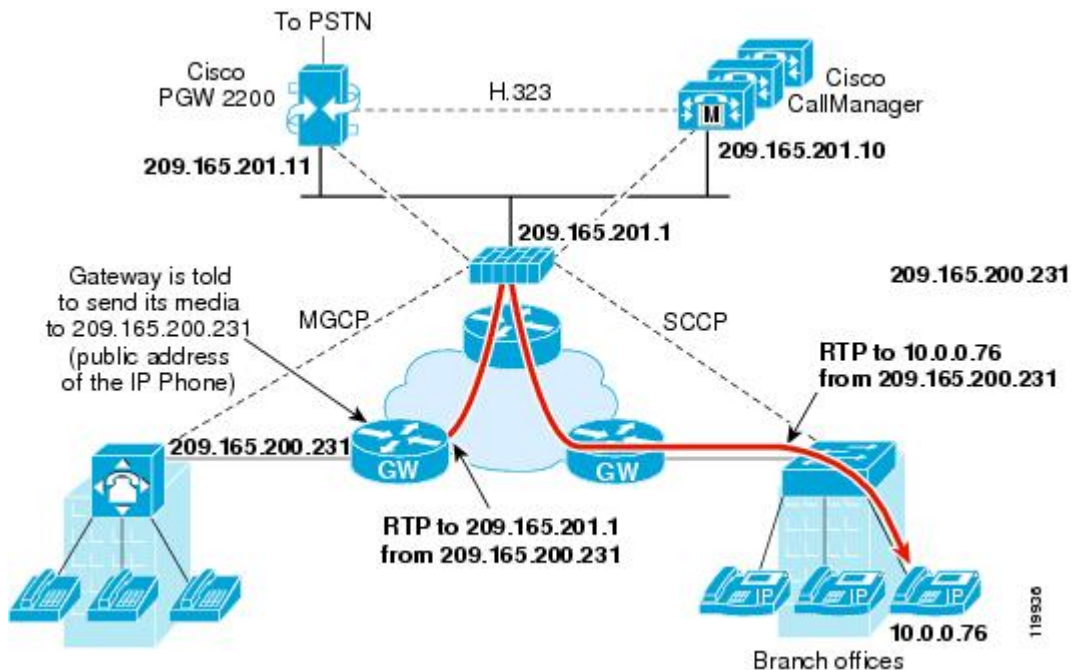 To PSTN
Cisco
PGW 2200
H.323
M
Cisco
CallManager
209.165.201.11
209.165.201.10
209.165.201.1
Gateway is told
to send its media
to 209.165.200.231
(public address
of the IP Phone)
MGCP
SCCP
209.165.200.231
RTP to 10.0.0.76
from 209.165.200.231
209.165.200.231
GW
GW
RTP to 209.165.201.1
from 209.165.200.231
IP
IP
IP
10.0.0.76
Branch offices
119936